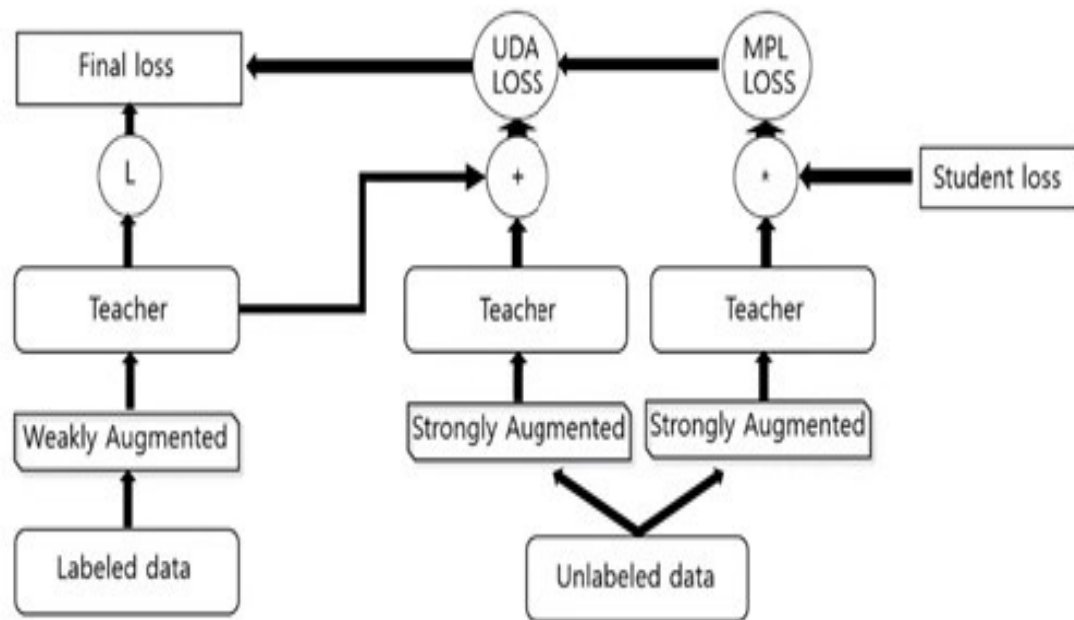 Final loss
UDA
LOSS
MPL
LOSS
L
+
*
Student loss
Teacher
Teacher
Teacher
Weakly Augmented
Strongly Augmented
Strongly Augmented
Labeled data
Unlabeled data